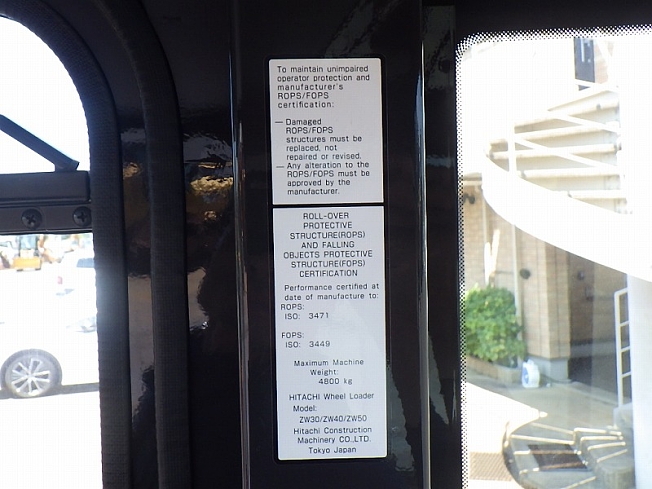 To maintain unimpaired
operator protection and
manufacturer's
ROPS/FOPS
certification:
— Damaged
ROPS/FOPS
structures must be
replaced, not
repaired or revised.
— Any alteration to the
ROPS/FOPS must be
approved by the
manufacturer.
ROLL-OVER
PROTECTIVE
STRUCTURE(ROPS)
AND FALLING
OBJECTS PROTECTIVE
STRUCTURE(FOPS)
CERTIFICATION
Performance certified at
date of manufacture to:
ROPS:
ISO: 3471
FOPS:
ISO: 3449
Maximum Machine
Weight:
4800 kg
HITACHI Wheel Loader
Model:
ZW30/ZW40/ZW50
Hitachi Construction
Machinery CO.,LTD.
Tokyo Japan